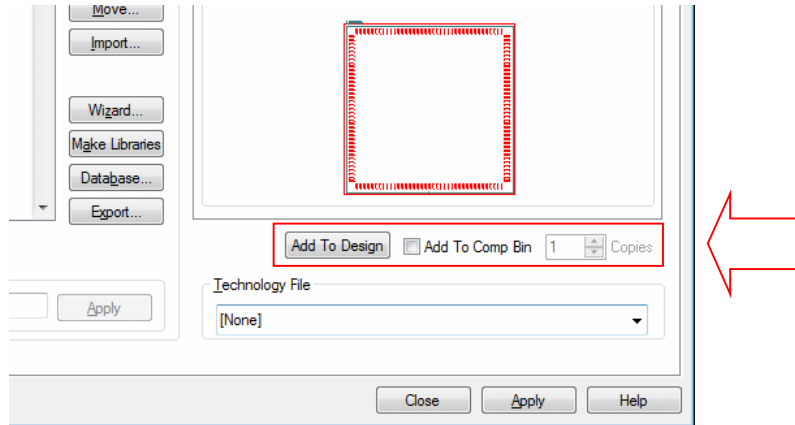 Move...
Import...
Wizard...
Make Libraries
Database...
Export...
Add To Design Add To Comp Bin 1 Copies
Technology File
Apply
[None]
Close Apply Help